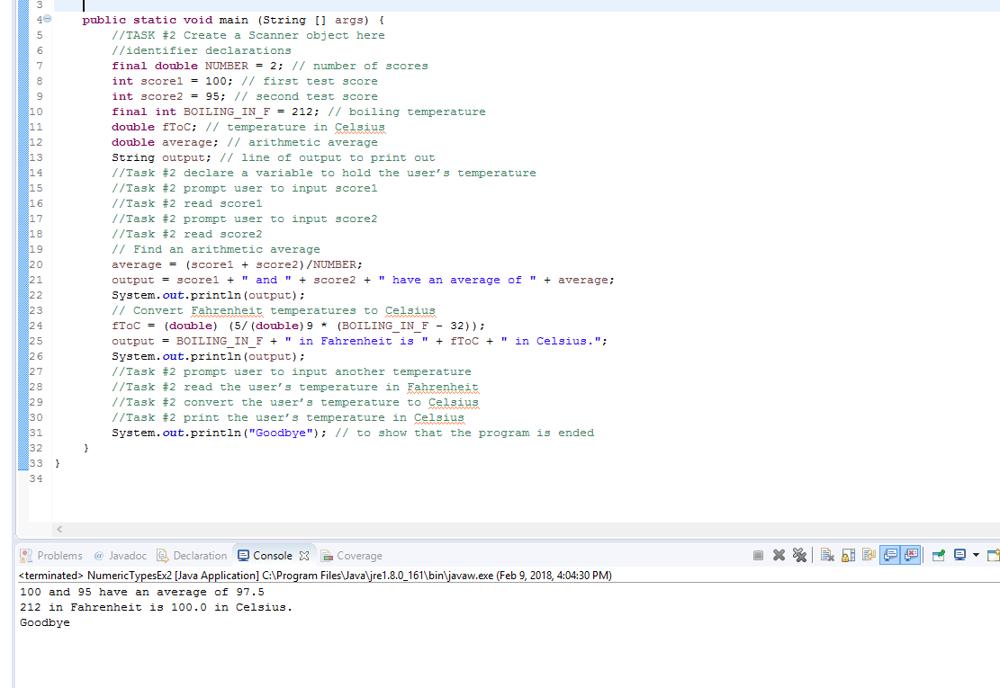 3
4 public static void main (String [] args) {
5 //TASK #2 Create a Scanner object here
6 //identifier declarations
7 final double NUMBER = 2; // number of scores
8 int score1 = 100; // first test score
9 int score2 = 95; // second test score
10 final int BOILING_IN_F = 212; // boiling temperature
11 double fToC; // temperature in Celsius
12 double average; // arithmetic average
13 String output; // line of output to print out
14 //Task #2 declare a variable to hold the user’s temperature
15 //Task #2 prompt user to input score1
16 //Task #2 read score1
17 //Task #2 prompt user to input score2
18 //Task #2 read score2
19 // Find an arithmetic average
20 average = (score1 + score2)/NUMBER;
21 output = score1 + " and " + score2 + " have an average of " + average;
22 System.out.println(output);
23 // Convert Fahrenheit temperatures to Celsius
24 fToC = (double) (5/(double)9 * (BOILING_IN_F - 32));
25 output = BOILING_IN_F + " in Fahrenheit is " + fToC + " in Celsius.";
26 System.out.println(output);
27 //Task #2 prompt user to input another temperature
28 //Task #2 read the user’s temperature in Fahrenheit
29 //Task #2 convert the user’s temperature to Celsius
30 //Task #2 print the user’s temperature in Celsius
31 System.out.println("Goodbye"); // to show that the program is ended
32 }
33 }
34
Problems @ Javadoc Declaration Console Coverage
<terminated> NumericTypesEx2 [Java Application] C:\Program Files\Java\jre1.8.0_161\bin\javaw.exe (Feb 9, 2018, 4:04:30 PM)
100 and 95 have an average of 97.5
212 in Fahrenheit is 100.0 in Celsius.
Goodbye